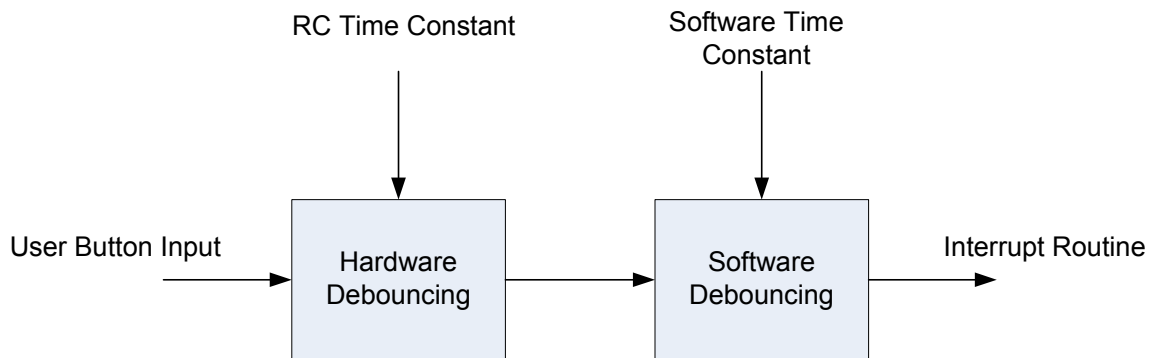 RC Time Constant
Software Time
Constant
User Button Input
Hardware
Debouncing
Software
Debouncing
Interrupt Routine